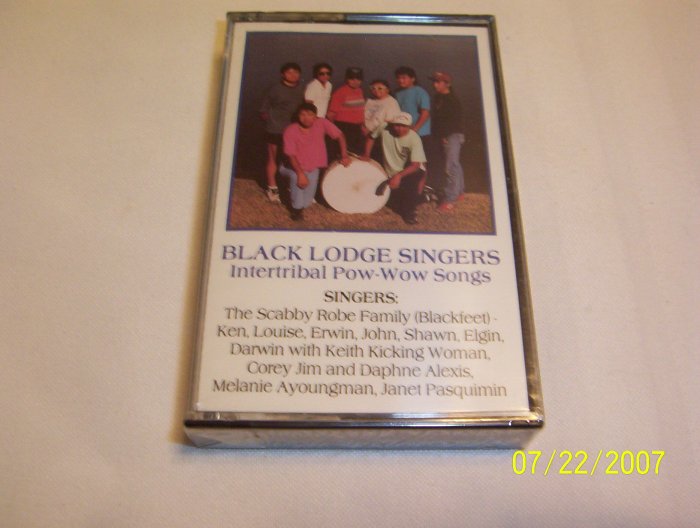 BLACK LODGE SINGERS
Intertribal Pow-Wow Songs
SINGERS:
The Scabby Robe Family (Blackfeet) -
Ken, Louise, Erwin, John, Shawn, Elgin,
Darwin with Keith Kicking Woman,
Corey Jim and Daphne Alexis,
Melanie Ayoungman, Janet Pasquimin
07/22/2007